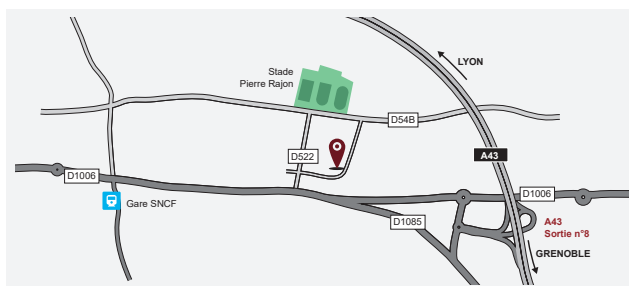 LYON
Stade
Pierre Rajon
D54B
D522
A43
D1006
D1006
Gare SNCF
D1085
A43
Sortie n°8
GRENOBLE